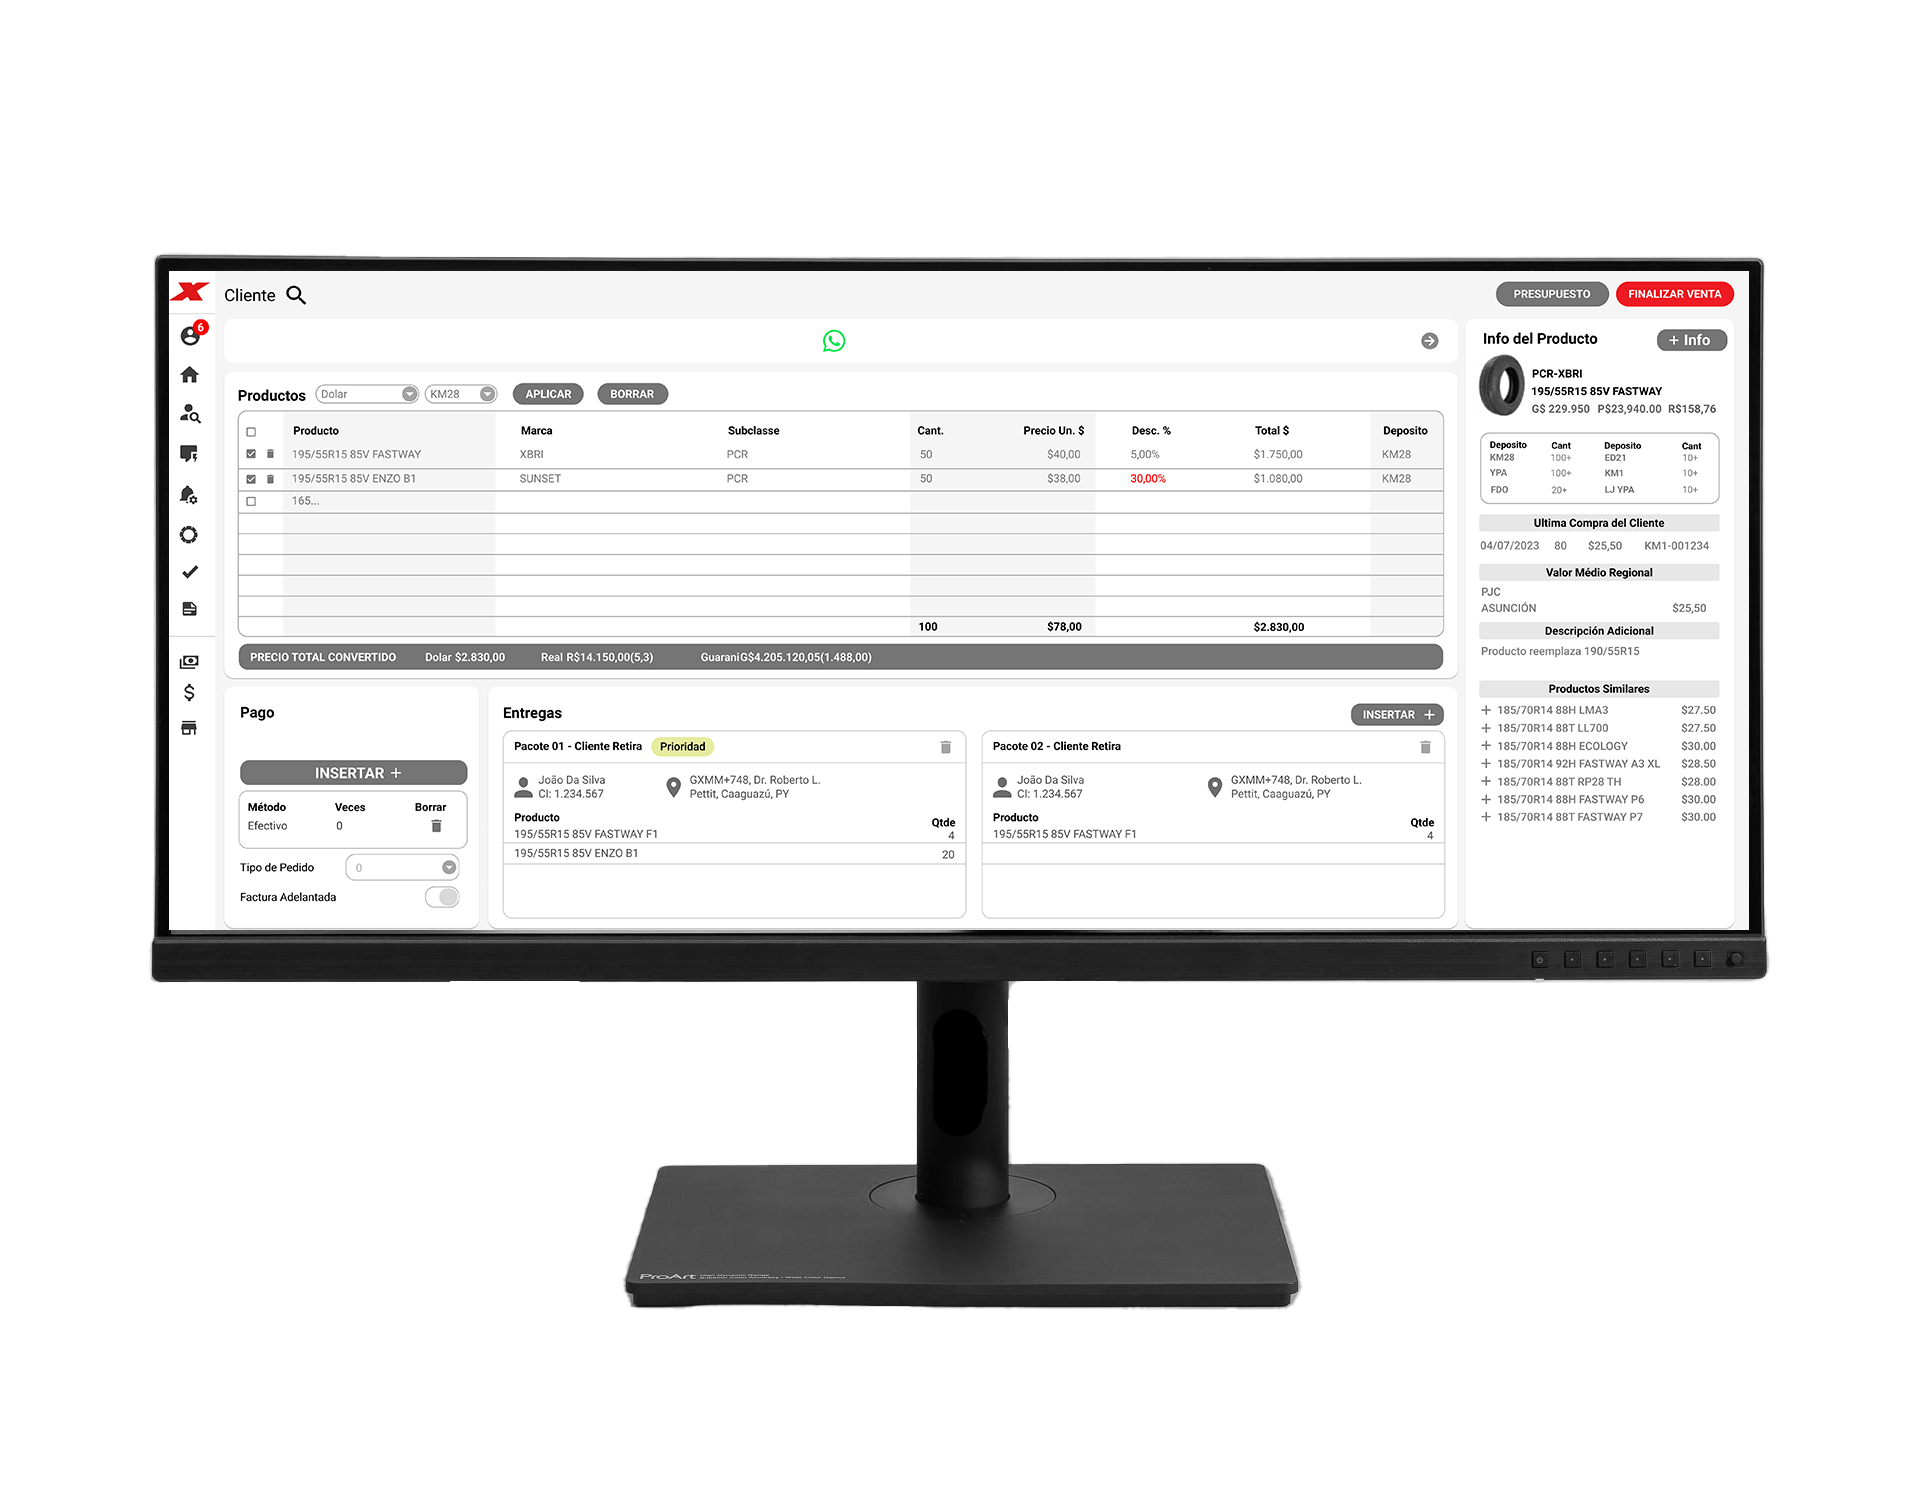 Cliente
PRESUPUESTO
FINALIZAR VENTA
6
Productos
Dolar
KM28
APLICAR
BORRAR
Producto Marca Subclasse Cant. Precio Un. $ Desc. % Total $ Deposito
195/55R15 85V FASTWAY XBRI PCR 50 $40,00 5,00% $1.750,00 KM28
195/55R15 85V ENZO B1 SUNSET PCR 50 $38,00 30,00% $1.080,00 KM28
165...
100 $78,00 $2.830,00
PRECIO TOTAL CONVERTIDO Dolar $2.830,00 Real R$14.150,00(5,3) GuaraniG$4.205.120,05(1.488,00)
Pago
INSERTAR +
Método Veces Borrar
Efectivo 0
Tipo de Pedido 0
Factura Adelantada
Entregas
INSERTAR +
Pacote 01 - Cliente Retira Prioridad
João Da Silva
CI: 1.234.567
GXMM+748, Dr. Roberto L.
Pettit, Caaguazú, PY
Producto Qtde
195/55R15 85V FASTWAY F1 4
195/55R15 85V ENZO B1 20
Pacote 02 - Cliente Retira
João Da Silva
CI: 1.234.567
GXMM+748, Dr. Roberto L.
Pettit, Caaguazú, PY
Producto Qtde
195/55R15 85V FASTWAY F1 4
Info del Producto
+ Info
PCR-XBRI
195/55R15 85V FASTWAY
G$ 229.950 P$23,940.00 R$158,76
Deposito Cant Deposito Cant
KM28 100+ ED21 10+
YPA 100+ KM1 10+
FDO 20+ LJ YPA 10+
Ultima Compra del Cliente
04/07/2023 80 $25,50 KM1-001234
Valor Médio Regional
PJC
ASUNCIÓN $25,50
Descripción Adicional
Producto reemplaza 190/55R15
Productos Similares
+ 185/70R14 88H LMA3 $27.50
+ 185/70R14 88T LL700 $27.50
+ 185/70R14 88H ECOLOGY $30.00
+ 185/70R14 92H FASTWAY A3 XL $28.50
+ 185/70R14 88T RP28 TH $28.00
+ 185/70R14 88H FASTWAY P6 $30.00
+ 185/70R14 88T FASTWAY P7 $30.00
ProArt
High Dynamic Range
Superior Color Accuracy / Wide Color Gamut